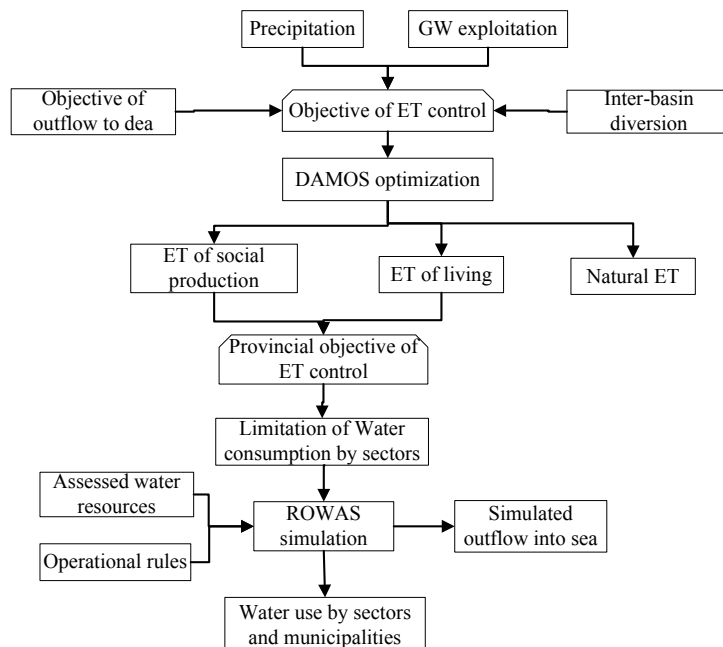 Precipitation
GW exploitation
Objective of
outflow to dea
Objective of ET control
Inter-basin
diversion
DAMOS optimization
ET of social
production
ET of living
Natural ET
Provincial objective of
ET control
Limitation of Water
consumption by sectors
Assessed water
resources
ROWAS
simulation
Simulated
outflow into sea
Operational rules
Water use by sectors
and municipalities